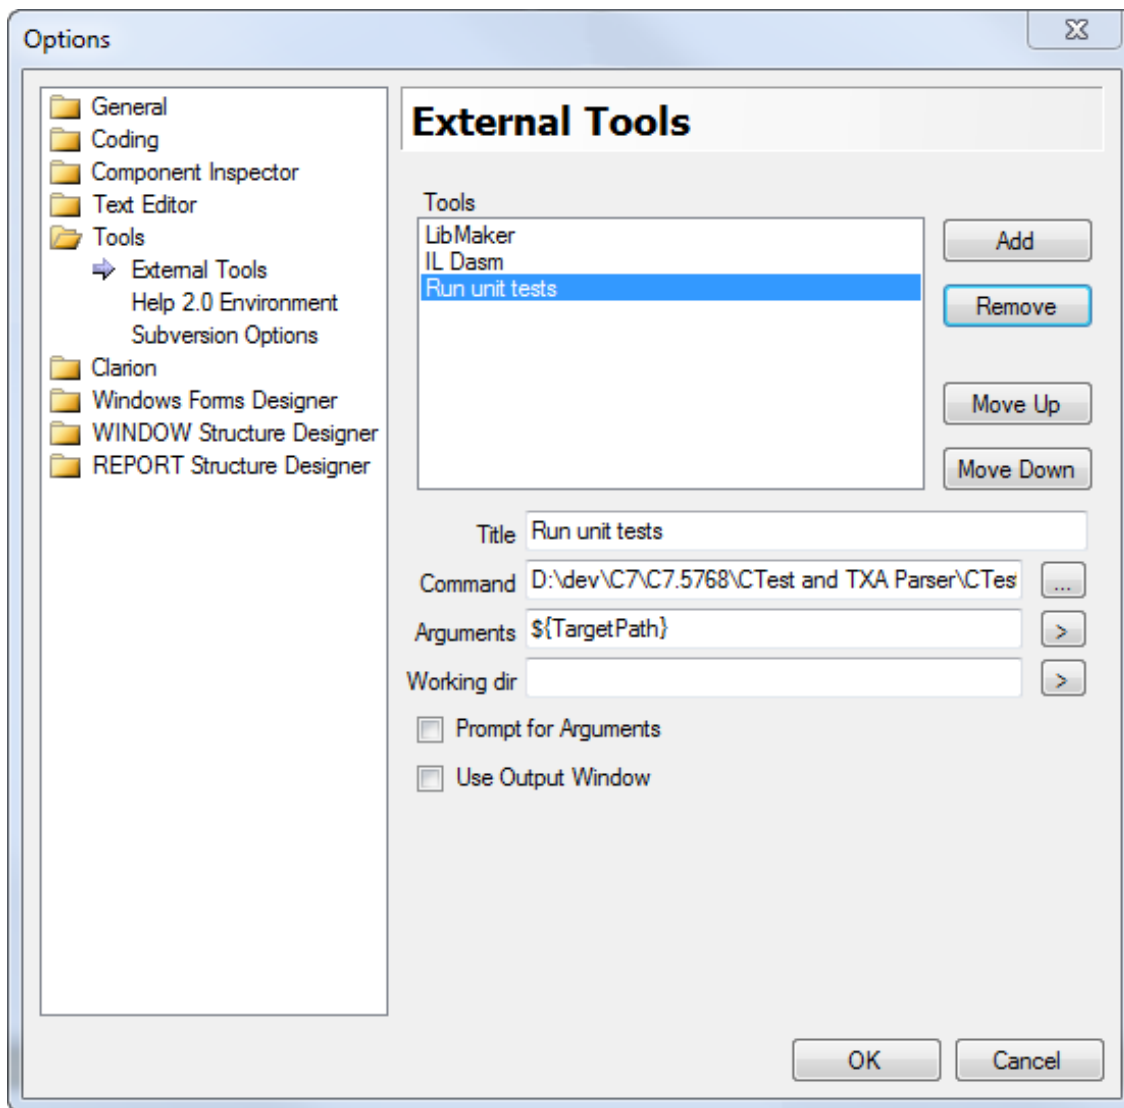 Options
General
Coding
Component Inspector
Text Editor
Tools
External Tools
Help 2.0 Environment
Subversion Options
Clarion
Windows Forms Designer
WINDOW Structure Designer
REPORT Structure Designer
External Tools
Tools
LibMaker
IL Dasm
Run unit tests
Add
Remove
Move Up
Move Down
Title Run unit tests
Command D:\dev\C7\C7.5768\CTest and TXA Parser\CTest ...
Arguments ${TargetPath} >
Working dir >
Prompt for Arguments
Use Output Window
OK Cancel